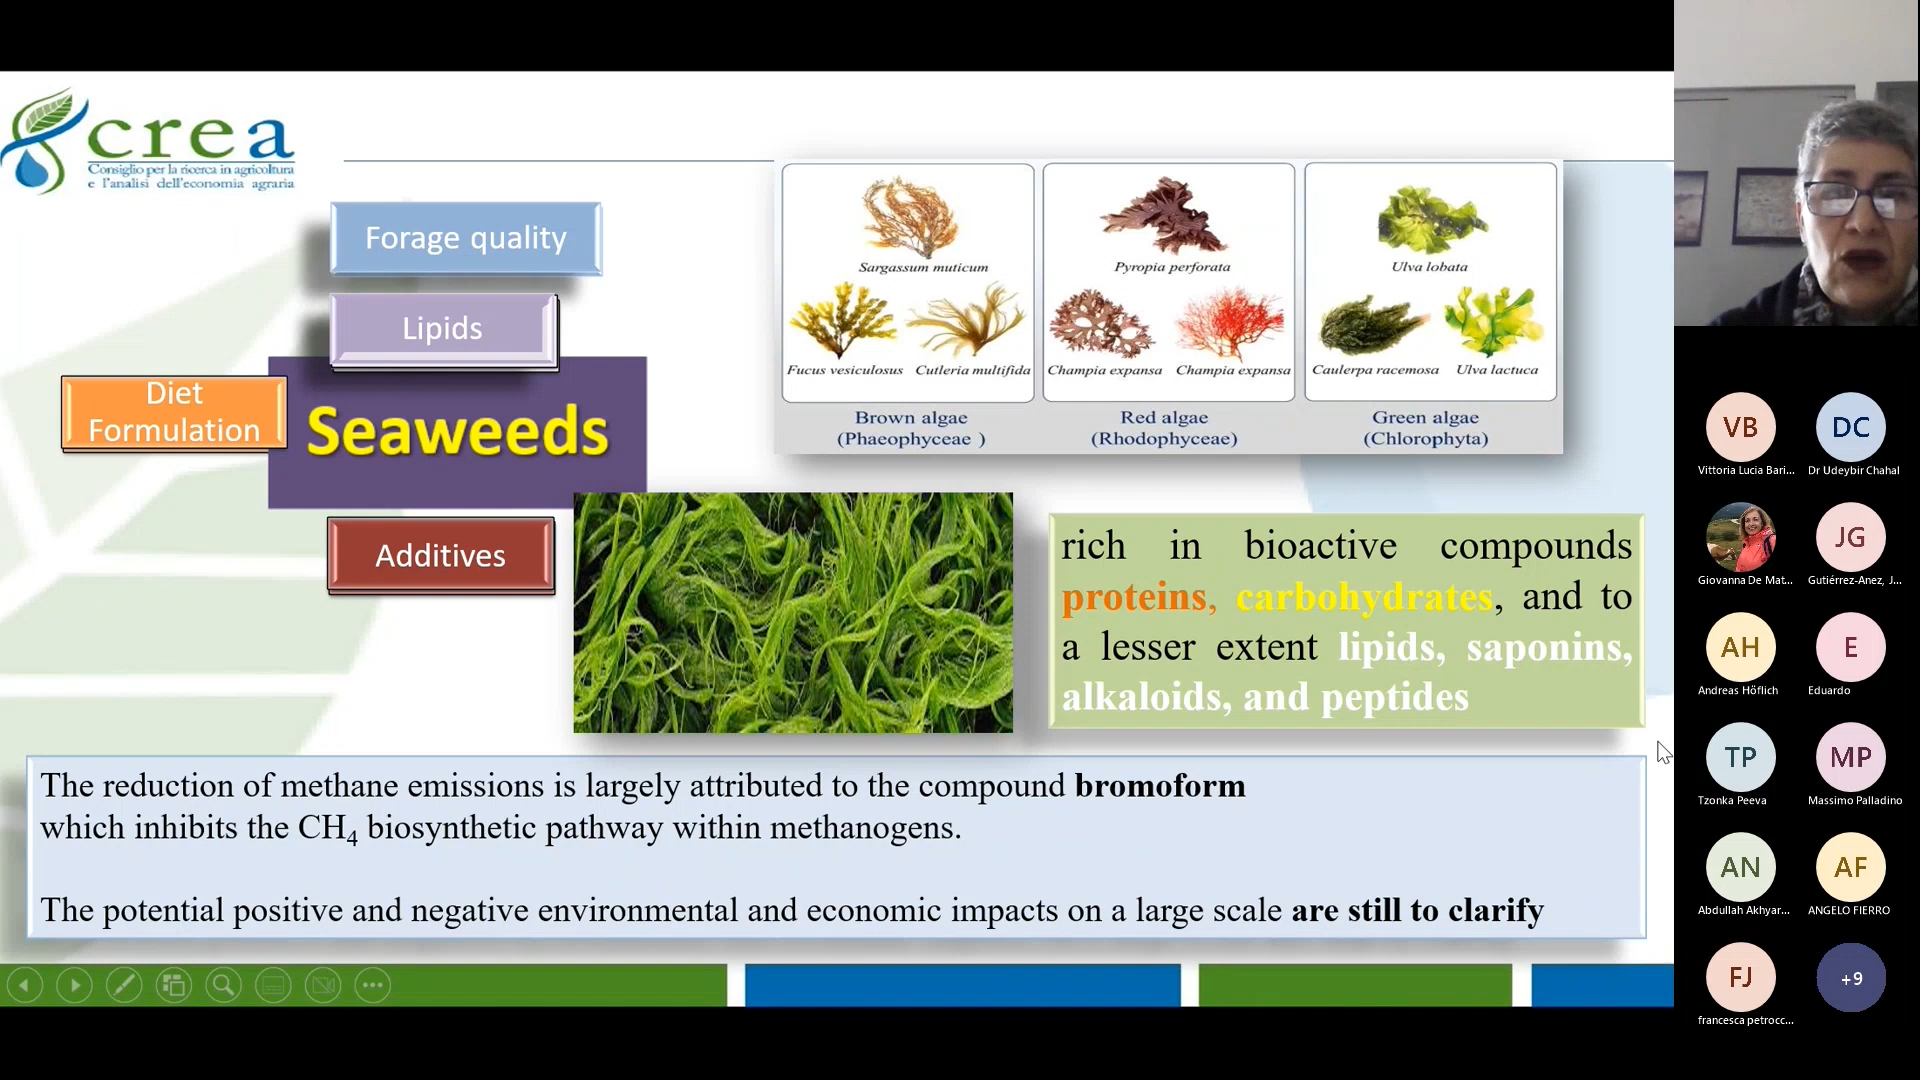 crea
Consiglio per la ricerca in agricoltura
e l'analisi dell'economia agraria
Forage quality
Lipids
Diet
Formulation
Seaweeds
Additives
Sargassum muticum
Fucus vesiculosus
Cutleria multifida
Brown algae
(Phaeophyceae )
Pyropia perforata
Champia expansa
Champia expansa
Red algae
(Rhodophyceae)
Ulva lobata
Caulerpa racemosa
Ulva lactuca
Green algae
(Chlorophyta)
rich in bioactive compounds
proteins, carbohydrates, and to
a lesser extent lipids, saponins,
alkaloids, and peptides
The reduction of methane emissions is largely attributed to the compound bromoform
which inhibits the CH4 biosynthetic pathway within methanogens.
The potential positive and negative environmental and economic impacts on a large scale are still to clarify
VB
Vittoria Lucia Bari...
DC
Dr Udeybir Chahal
Giovanna De Mat...
JG
Gutiérrez-Anez, J...
AH
Andreas Höflich
E
Eduardo
TP
Tzonka Peeva
MP
Massimo Palladino
AN
Abdullah Akhyar...
AF
ANGELO FIERRO
FJ
francesca petrocc...
+9